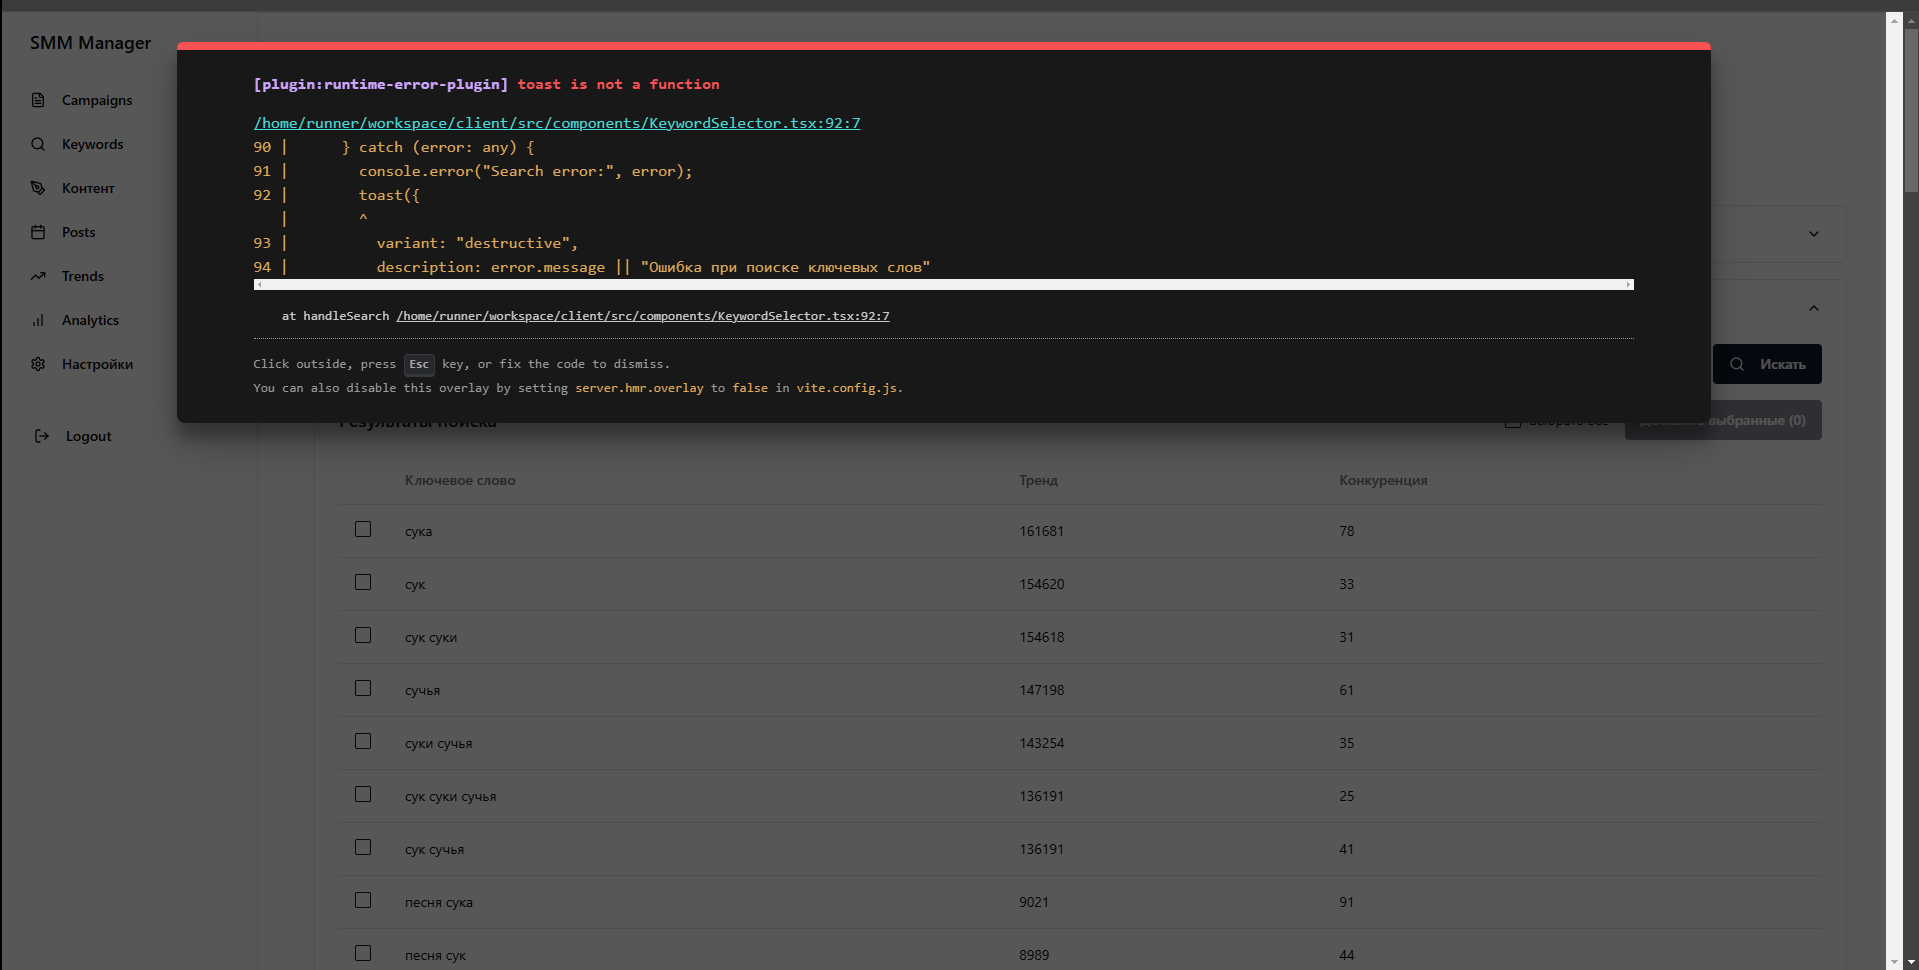 SMM Manager
Campaigns
Keywords
Контент
Posts
Trends
Analytics
Настройки
Logout
[plugin:runtime-error-plugin] toast is not a function
/home/runner/workspace/client/src/components/KeywordSelector.tsx:92:7
90 |      } catch (error: any) {
91 |        console.error("Search error:", error);
92 |        toast({
   |        ^
93 |          variant: "destructive",
94 |          description: error.message || "Ошибка при поиске ключевых слов"
at handleSearch /home/runner/workspace/client/src/components/KeywordSelector.tsx:92:7
Click outside, press Esc key, or fix the code to dismiss.
You can also disable this overlay by setting server.hmr.overlay to false in vite.config.js.
Искать
Результаты поиска
выбранные (0)
Ключевое слово Тренд Конкуренция
сука 161681 78
сук 154620 33
сук суки 154618 31
сучья 147198 61
суки сучья 143254 35
сук суки сучья 136191 25
сук сучья 136191 41
песня сука 9021 91
песня сук 8989 44